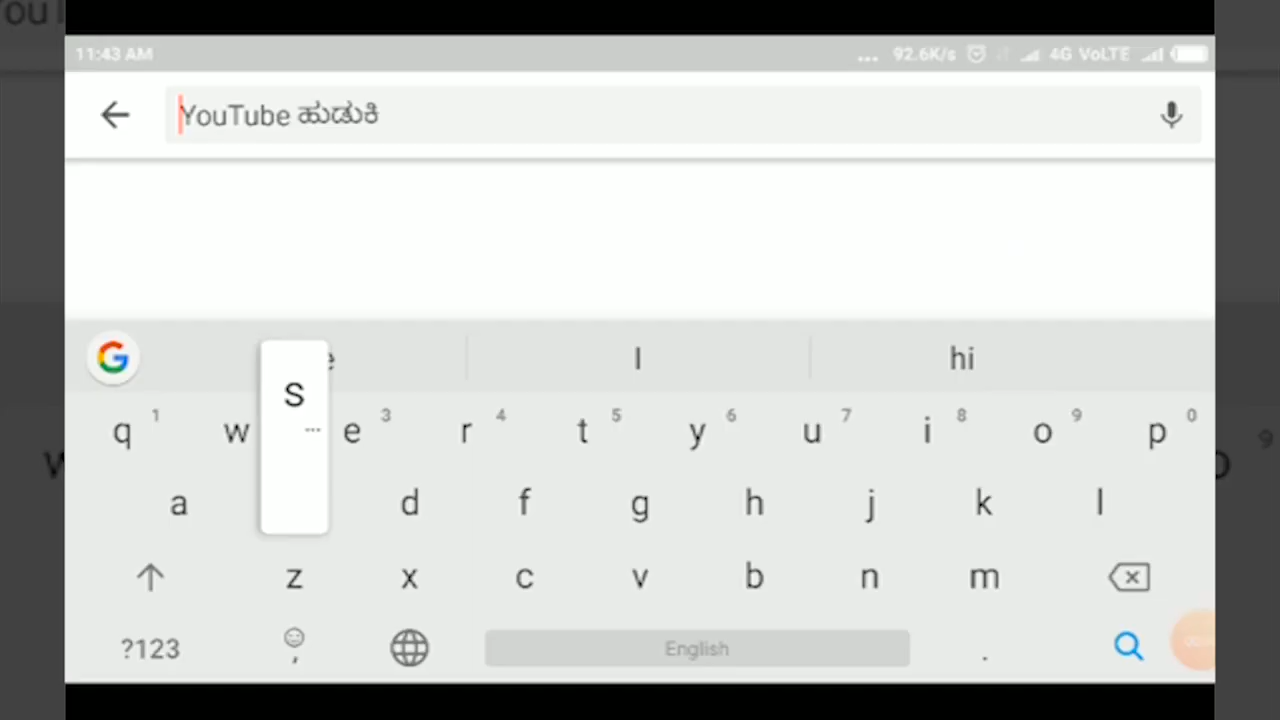 11:43 AM ... 92.6K/s 4G VoLTE
YouTube ಹುಡುಕಿ
I hi
q 1 w e 3 r 4 t 5 y 6 u 7 i 8 o 9 p 0
S
a d f g h j k l
z x c v b n m
?123 , English .